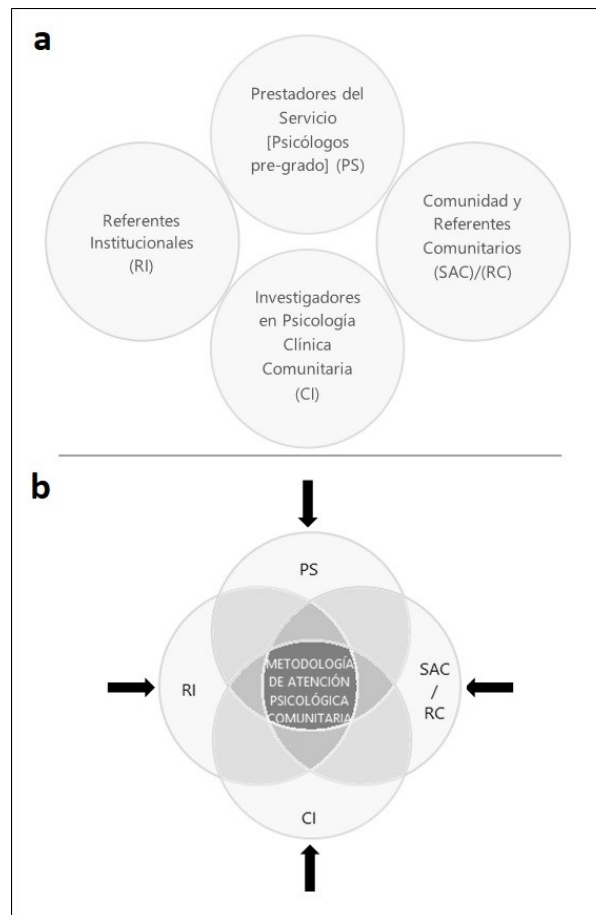 a
Prestadores del
Servicio
[Psicólogos
pre-grado] (PS)
Referentes
Institucionales
(RI)
Comunidad y
Referentes
Comunitarios
(SAC)/(RC)
Investigadores
en Psicología
Clínica
Comunitaria
(CI)
b
PS
RI
METODOLOGÍA
DE ATENCIÓN
PSICOLÓGICA
COMUNITARIA
SAC
/
RC
CI